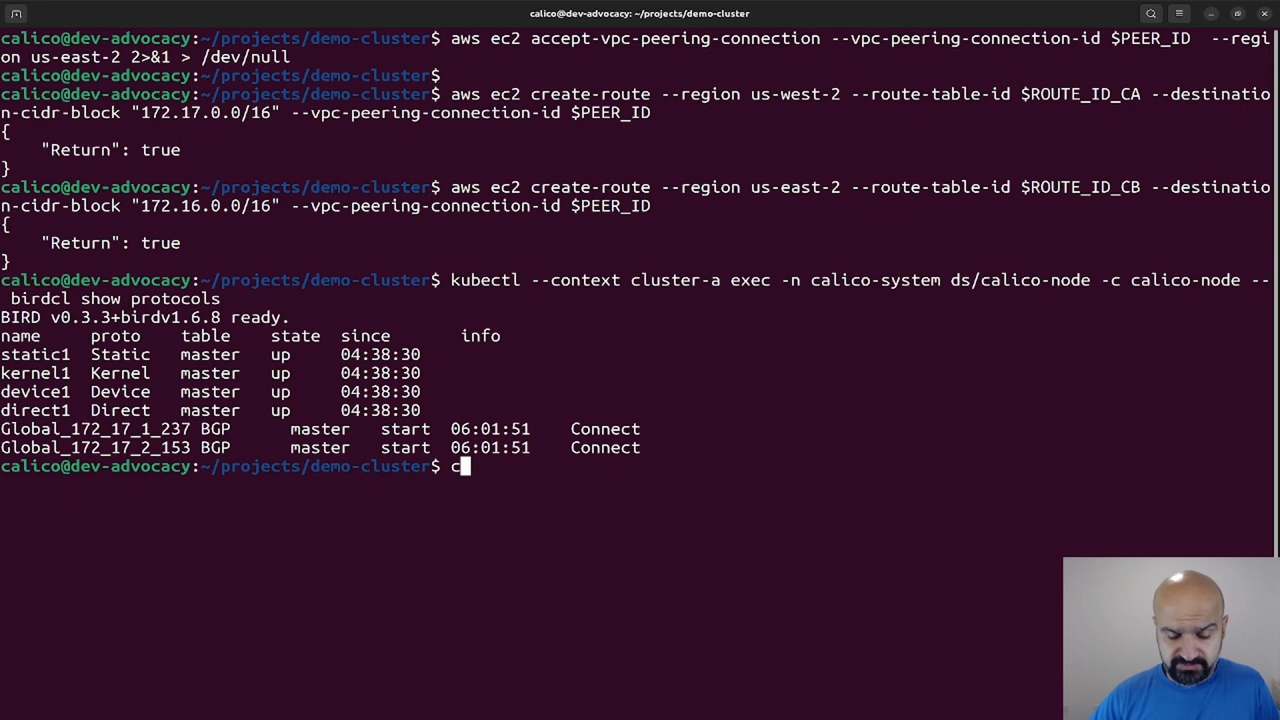 calico@dev-advocacy: ~/projects/demo-cluster
calico@dev-advocacy:~/projects/demo-cluster$ aws ec2 accept-vpc-peering-connection --vpc-peering-connection-id $PEER_ID  --regi
on us-east-2 2>&1 > /dev/null
calico@dev-advocacy:~/projects/demo-cluster$
calico@dev-advocacy:~/projects/demo-cluster$ aws ec2 create-route --region us-west-2 --route-table-id $ROUTE_ID_CA --destinatio
n-cidr-block "172.17.0.0/16" --vpc-peering-connection-id $PEER_ID
{
    "Return": true
}
calico@dev-advocacy:~/projects/demo-cluster$ aws ec2 create-route --region us-east-2 --route-table-id $ROUTE_ID_CB --destinatio
n-cidr-block "172.16.0.0/16" --vpc-peering-connection-id $PEER_ID
{
    "Return": true
}
calico@dev-advocacy:~/projects/demo-cluster$ kubectl --context cluster-a exec -n calico-system ds/calico-node -c calico-node --
 birdcl show protocols
BIRD v0.3.3+birdv1.6.8 ready.
name     proto    table    state  since       info
static1  Static   master   up     04:38:30
kernel1  Kernel   master   up     04:38:30
device1  Device   master   up     04:38:30
direct1  Direct   master   up     04:38:30
Global_172_17_1_237 BGP      master   start  06:01:51    Connect
Global_172_17_2_153 BGP      master   start  06:01:51    Connect
calico@dev-advocacy:~/projects/demo-cluster$ c